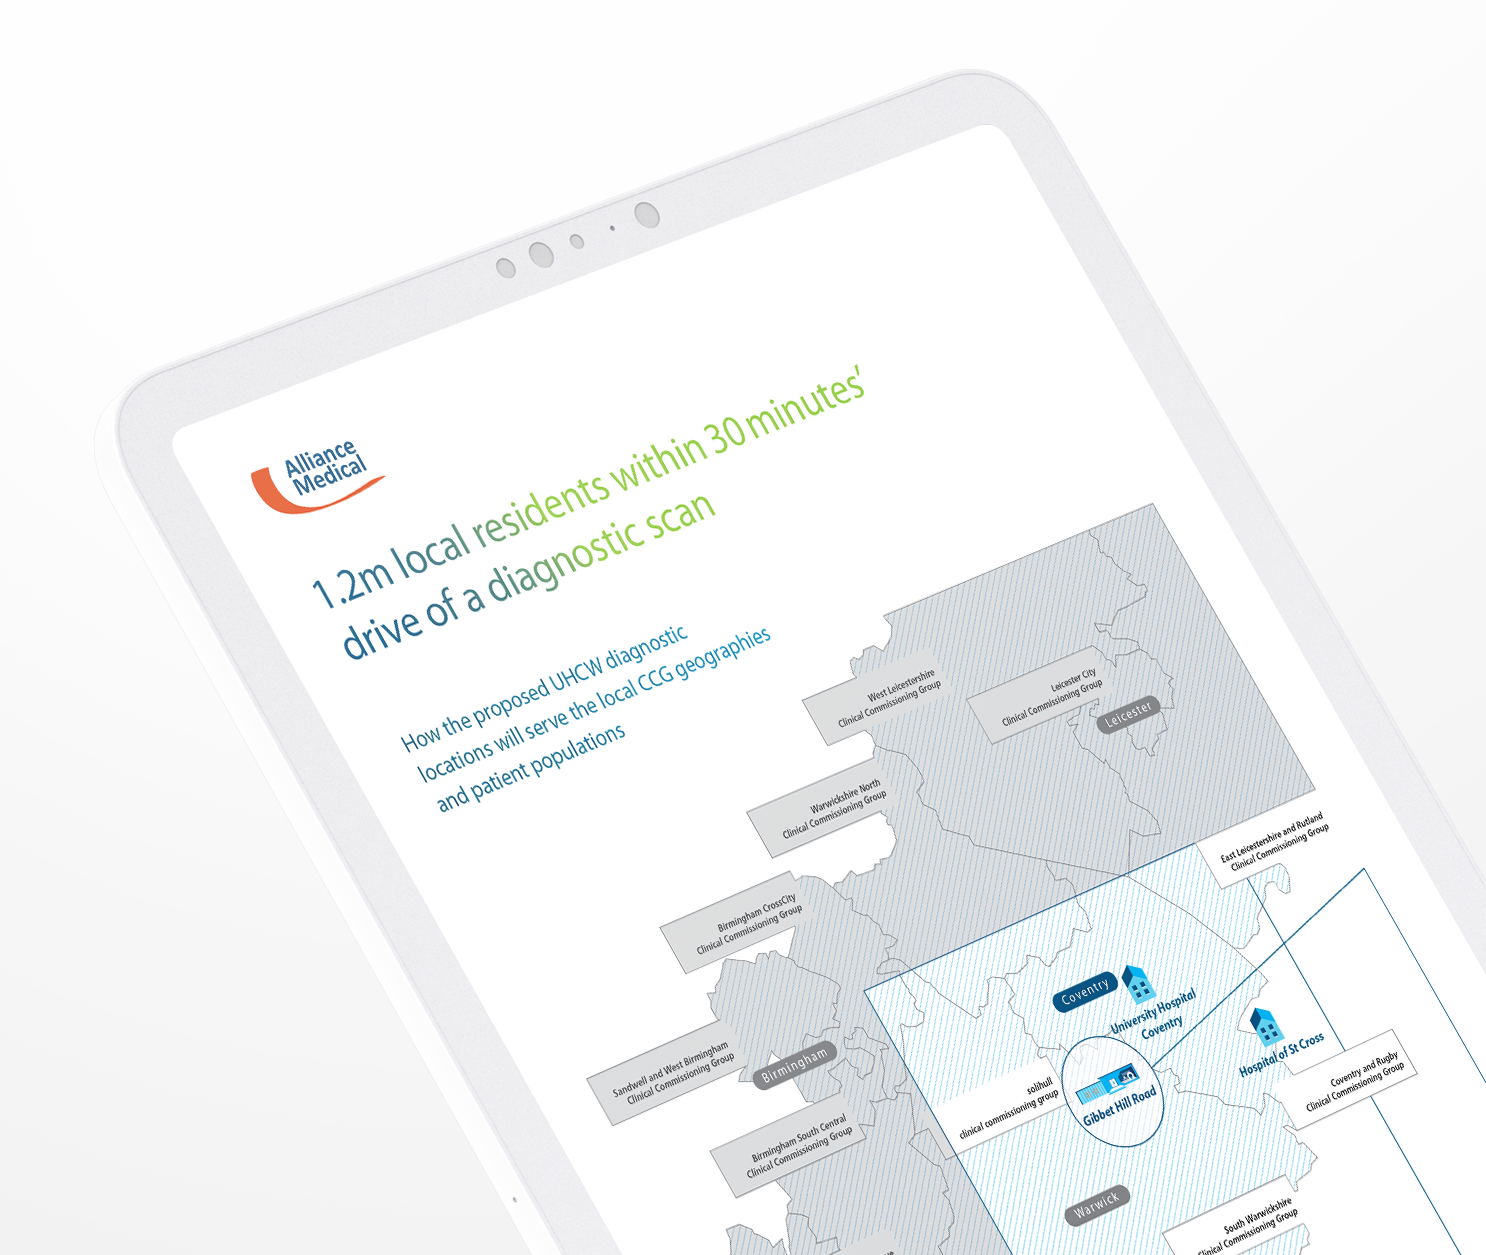 Alliance
Medical
1.2m local residents within 30 minutes'
drive of a diagnostic scan
How the proposed UHCW diagnostic
locations will serve the local CCG geographies
and patient populations
West Leicestershire
Clinical Commissioning Group
Leicester City
Clinical Commissioning Group
Leicester
Warwickshire North
Clinical Commissioning Group
East Leicestershire and Rutland
Clinical Commissioning Group
Birmingham CrossCity
Clinical Commissioning Group
Coventry
University Hospital
Coventry
Hospital of St Cross
Sandwell and West Birmingham
Clinical Commissioning Group
Birmingham
solihull
clinical commissioning group
Gibbet Hill Road
Coventry and Rugby
Clinical Commissioning Group
Birmingham South Central
Clinical Commissioning Group
Warwick
South Warwickshire
Clinical Commissioning Group